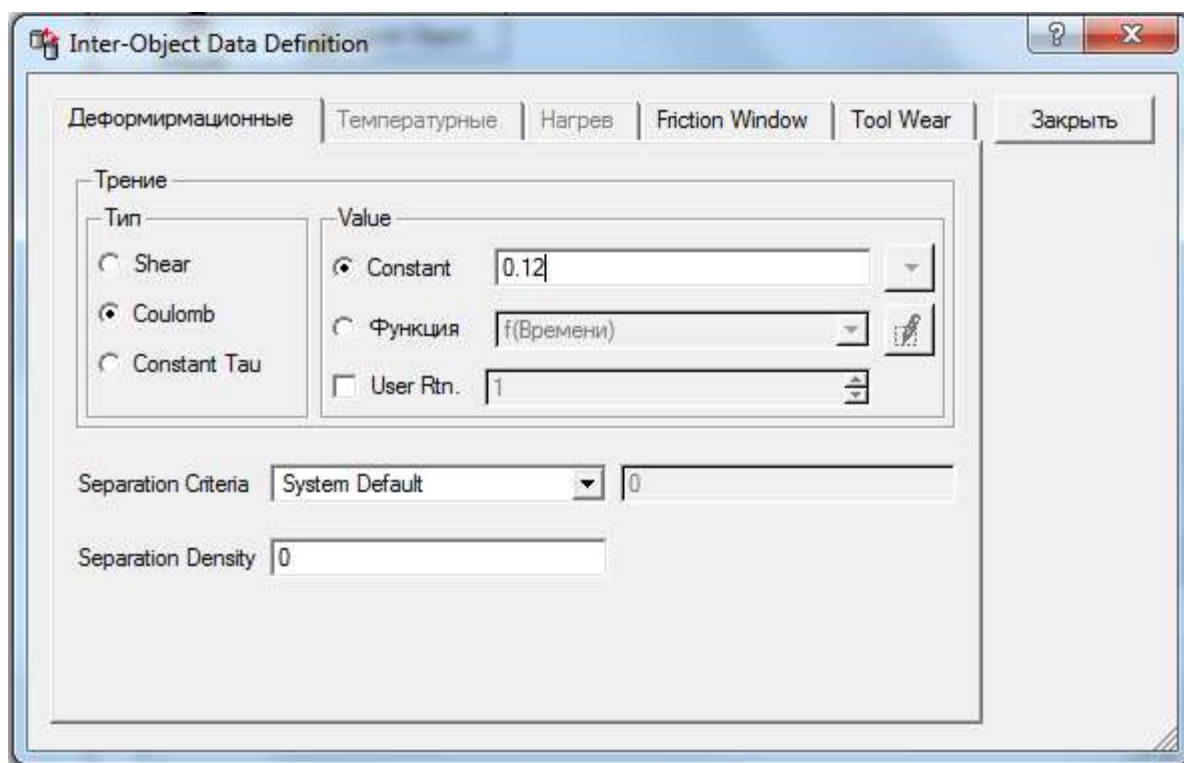 Inter-Object Data Definition
Деформирмационные Температурные Нагрев Friction Window Tool Wear Закрыть
Трение
Тип Value
Shear Constant 0.12
Coulomb Функция f(Времени)
Constant Tau User Rtn. 1
Separation Criteria System Default 0
Separation Density 0